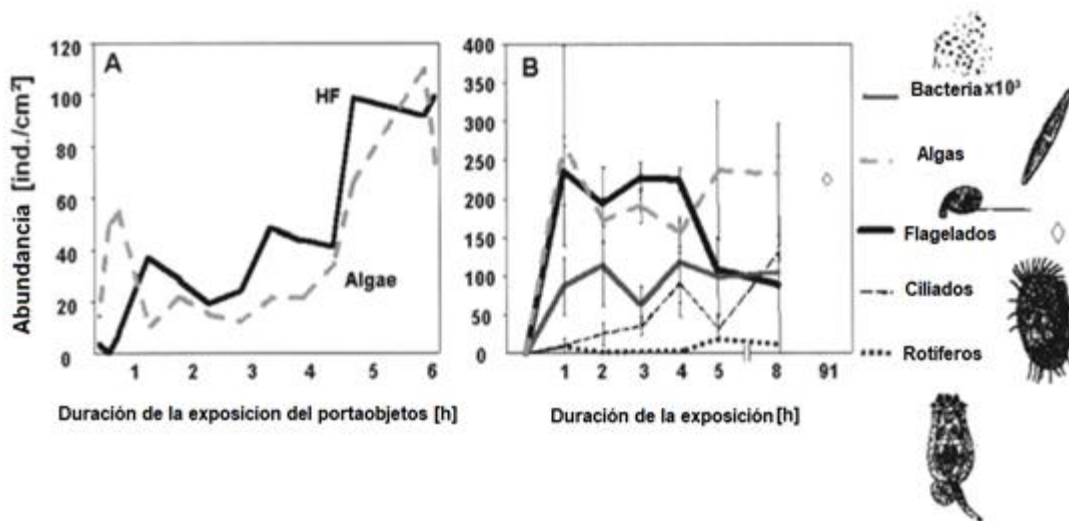 Abundancia [ind./cm²]
A
120
100
80
60
40
20
0
HF
Algae
1 2 3 4 5 6
Duración de la exposicion del portaobjetos [h]
B
400
350
300
250
200
150
100
50
0
1 2 3 4 5 8 91
Duración de la exposición [h]
Bacteria x10³
Algas
Flagelados
Ciliados
Rotíferos